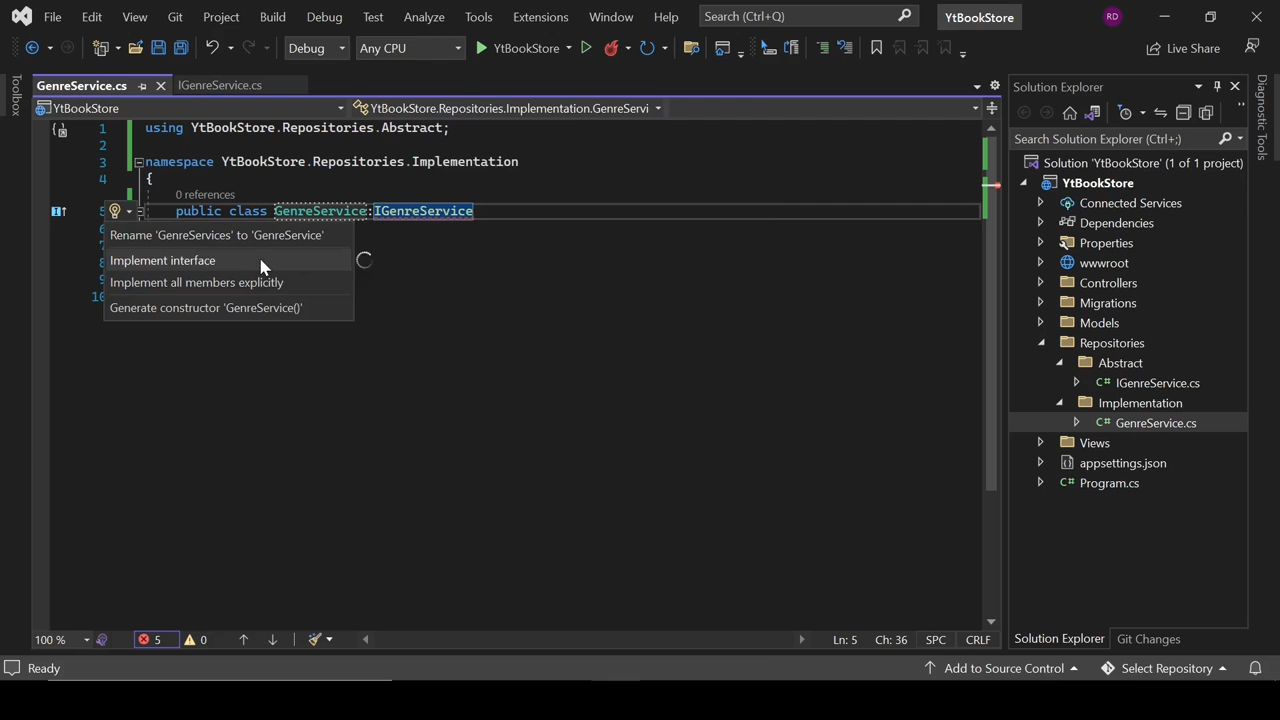 File Edit View Git Project Build Debug Test Analyze Tools Extensions Window Help Search (Ctrl+Q) YtBookStore RD
Debug Any CPU YtBookStore Live Share
GenreService.cs IGenreService.cs
YtBookStore YtBookStore.Repositories.Implementation.GenreServi
1 using YtBookStore.Repositories.Abstract;
2
3 namespace YtBookStore.Repositories.Implementation
4 {
0 references
5 public class GenreService:IGenreService
Rename 'GenreServices' to 'GenreService'
Implement interface
Implement all members explicitly
Generate constructor 'GenreService()'
10
100 % 5 0 Ln: 5 Ch: 36 SPC CRLF
Toolbox
Solution Explorer
Search Solution Explorer (Ctrl+;)
Solution 'YtBookStore' (1 of 1 project)
YtBookStore
Connected Services
Dependencies
Properties
wwwroot
Controllers
Migrations
Models
Repositories
Abstract
C# IGenreService.cs
Implementation
C# GenreService.cs
Views
appsettings.json
C# Program.cs
Solution Explorer Git Changes
Diagnostic Tools
Ready Add to Source Control Select Repository